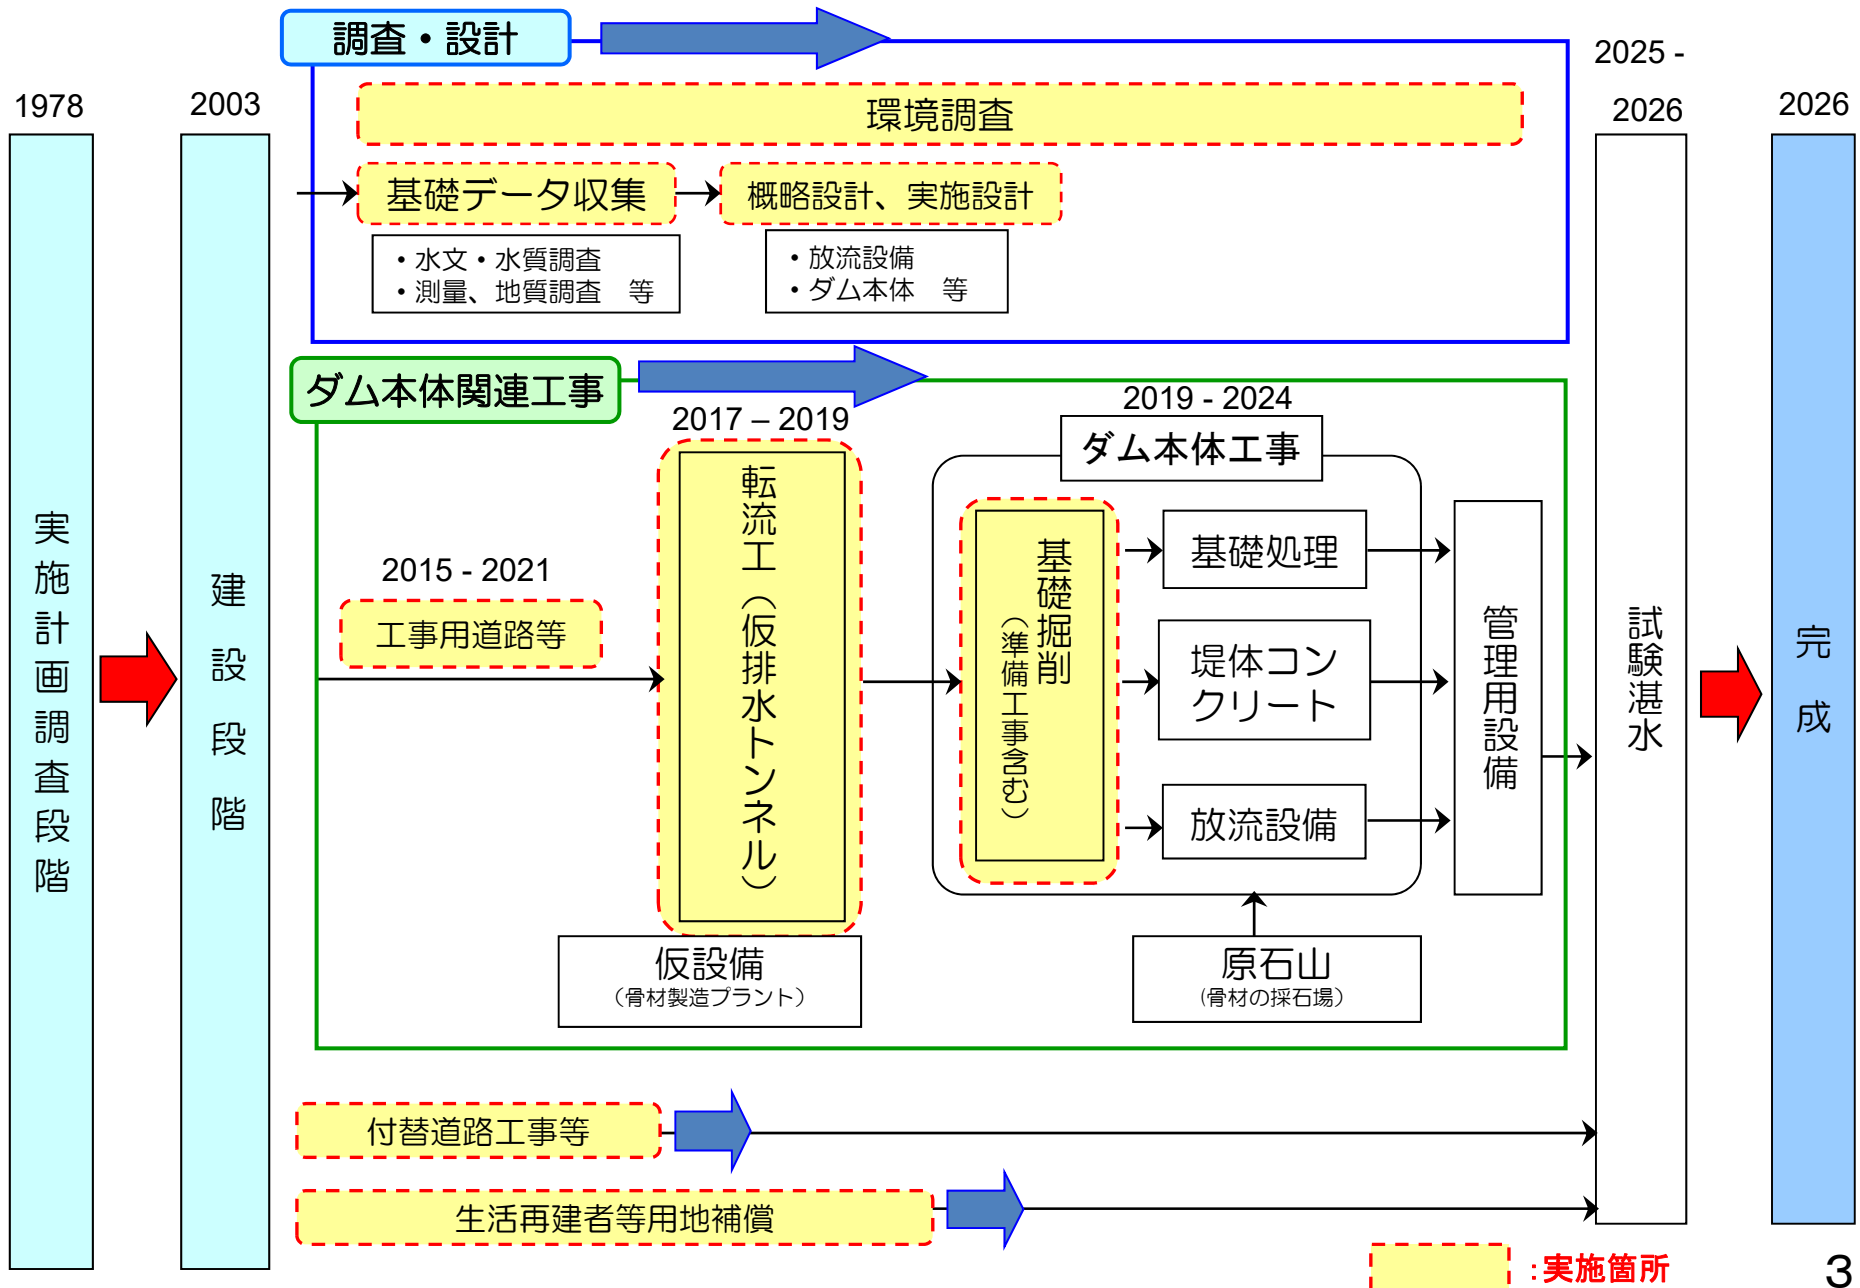 調査・設計
2025 -
2026
1978
2003
2026
環境調査
基礎データ収集
概略設計、実施設計
・水文・水質調査
・測量、地質調査　等
・放流設備
・ダム本体　等
ダム本体関連工事
2017 – 2019
2019 - 2024
ダム本体工事
実施計画調査段階
建設段階
2015 - 2021
工事用道路等
転流工（仮排水トンネル）
基礎掘削
（準備工事含む）
基礎処理
堤体コン
クリート
放流設備
管理用設備
試験湛水
完成
仮設備
（骨材製造プラント）
原石山
（骨材の採石場）
付替道路工事等
生活再建者等用地補償
：実施箇所
3